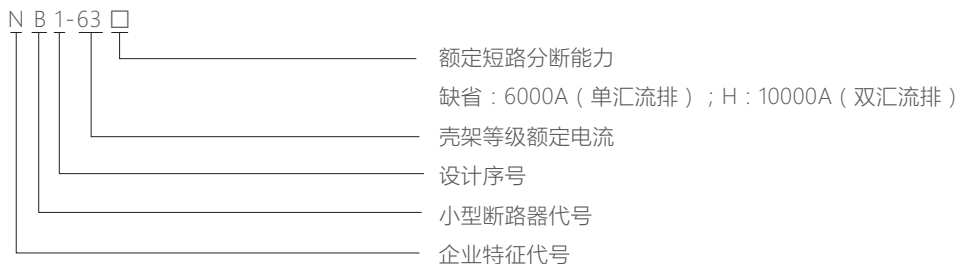 N B 1-63 □
额定短路分断能力
缺省：6000A（单汇流排）；H：10000A（双汇流排）
壳架等级额定电流
设计序号
小型断路器代号
企业特征代号